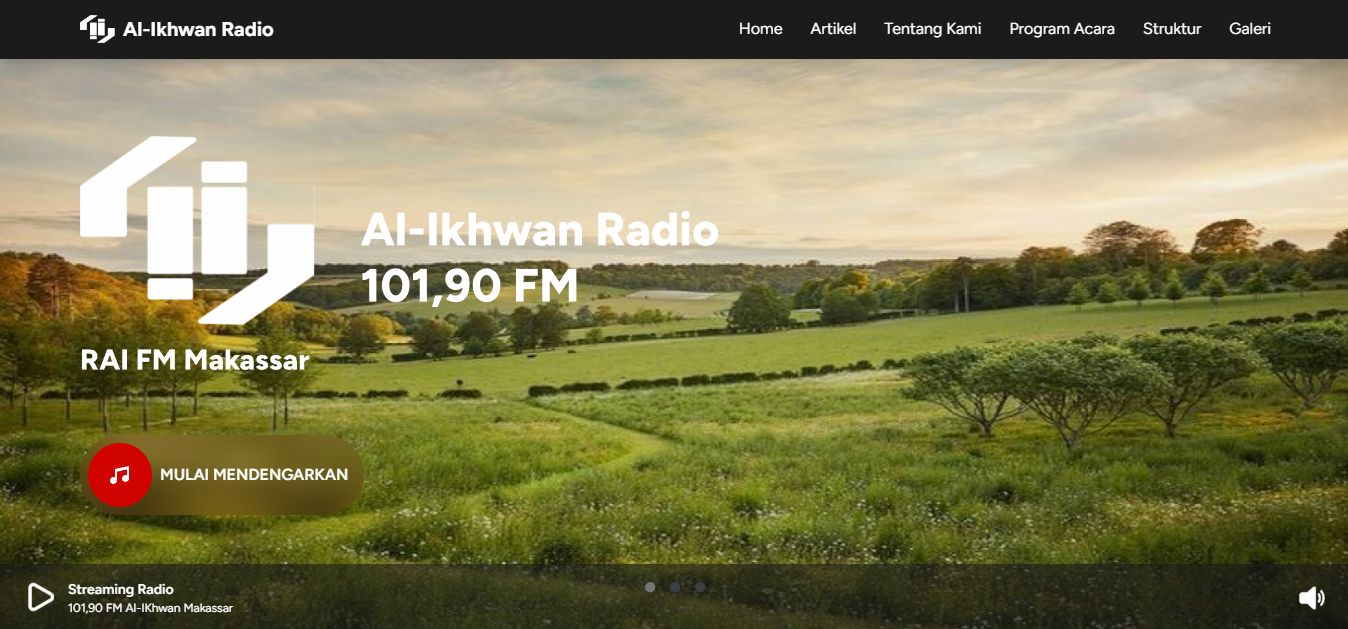 Al-Ikhwan Radio
Home Artikel Tentang Kami Program Acara Struktur Galeri
Al-Ikhwan Radio
101,90 FM
RAI FM Makassar
MULAI MENDENGARKAN
Streaming Radio
101,90 FM Al-IKhwan Makassar